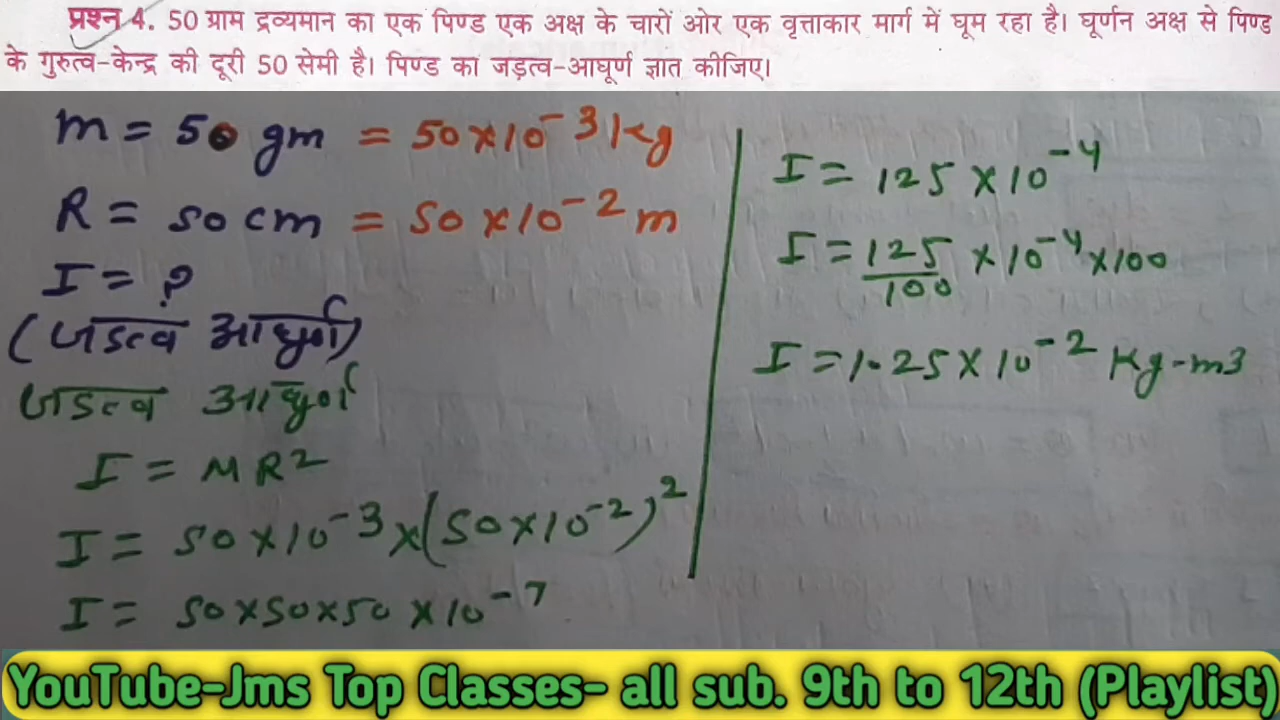 प्रश्न 4. 50 ग्राम द्रव्यमान का एक पिण्ड एक अक्ष के चारों ओर एक वृत्ताकार मार्ग में घूम रहा है। घूर्णन अक्ष से पिण्ड
के गुरुत्व-केन्द्र की दूरी 50 सेमी है। पिण्ड का जड़त्व-आघूर्ण ज्ञात कीजिए।
m = 50 gm = 50×10⁻³ Kg
R = 50 cm = 50×10⁻² m
I = ?
(जडत्व आघुर्ण)
जडत्व आघुर्ण
I = MR²
I = 50×10⁻³×(50×10⁻²)²
I = 50×50×50×10⁻⁷
I = 125×10⁻⁴
I = 125/100 ×10⁻⁴×100
I = 1.25×10⁻² Kg-m3
YouTube-Jms Top Classes- all sub. 9th to 12th (Playlist)